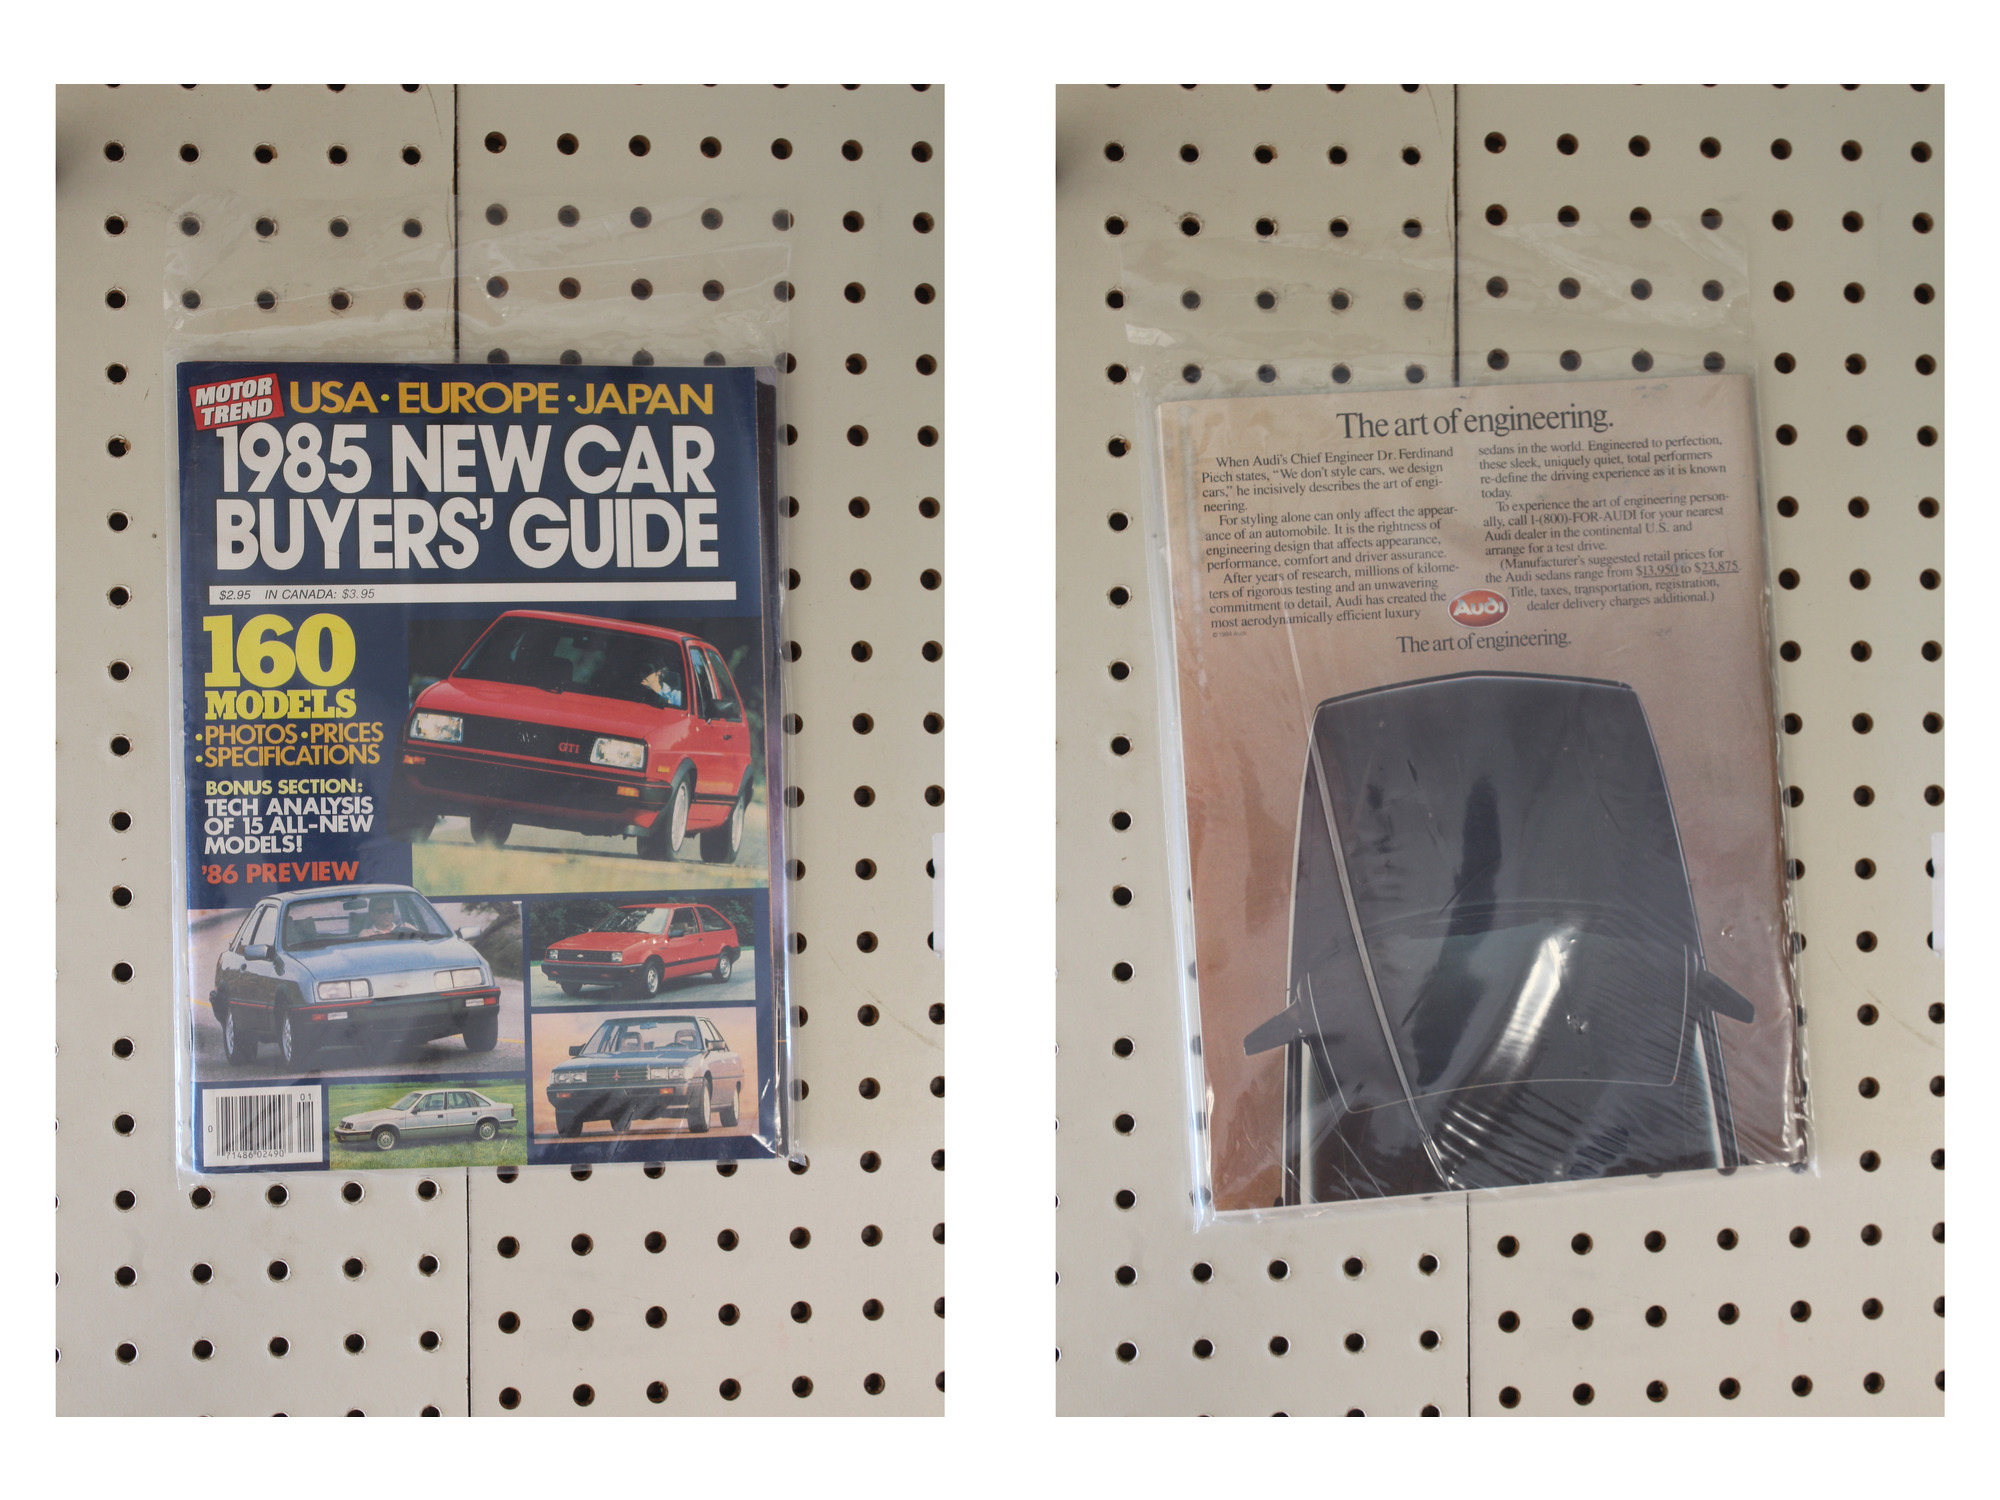 MOTOR
TREND
USA · EUROPE · JAPAN
1985 NEW CAR
BUYERS' GUIDE
$2.95 IN CANADA: $3.95
160
MODELS
· PHOTOS · PRICES
· SPECIFICATIONS
BONUS SECTION:
TECH ANALYSIS
OF 15 ALL-NEW
MODELS!
'86 PREVIEW
GTI
01
0
71486 02490
The art of engineering.
When Audi's Chief Engineer Dr. Ferdinand
Piech states, "We don't style cars, we design
cars," he incisively describes the art of engi-
neering.
For styling alone can only affect the appear-
ance of an automobile. It is the rightness of
engineering design that affects appearance,
performance, comfort and driver assurance.
After years of research, millions of kilome-
ters of rigorous testing and an unwavering
commitment to detail, Audi has created the
most aerodynamically efficient luxury
© 1984 Audi
sedans in the world. Engineered to perfection,
these sleek, uniquely quiet, total performers
re-define the driving experience as it is known
today.
To experience the art of engineering person-
ally, call 1-(800)-FOR-AUDI for your nearest
Audi dealer in the continental U.S. and
arrange for a test drive.
(Manufacturer's suggested retail prices for
the Audi sedans range from $13,950 to $23,875.
Title, taxes, transportation, registration,
dealer delivery charges additional.)
Audi
The art of engineering.